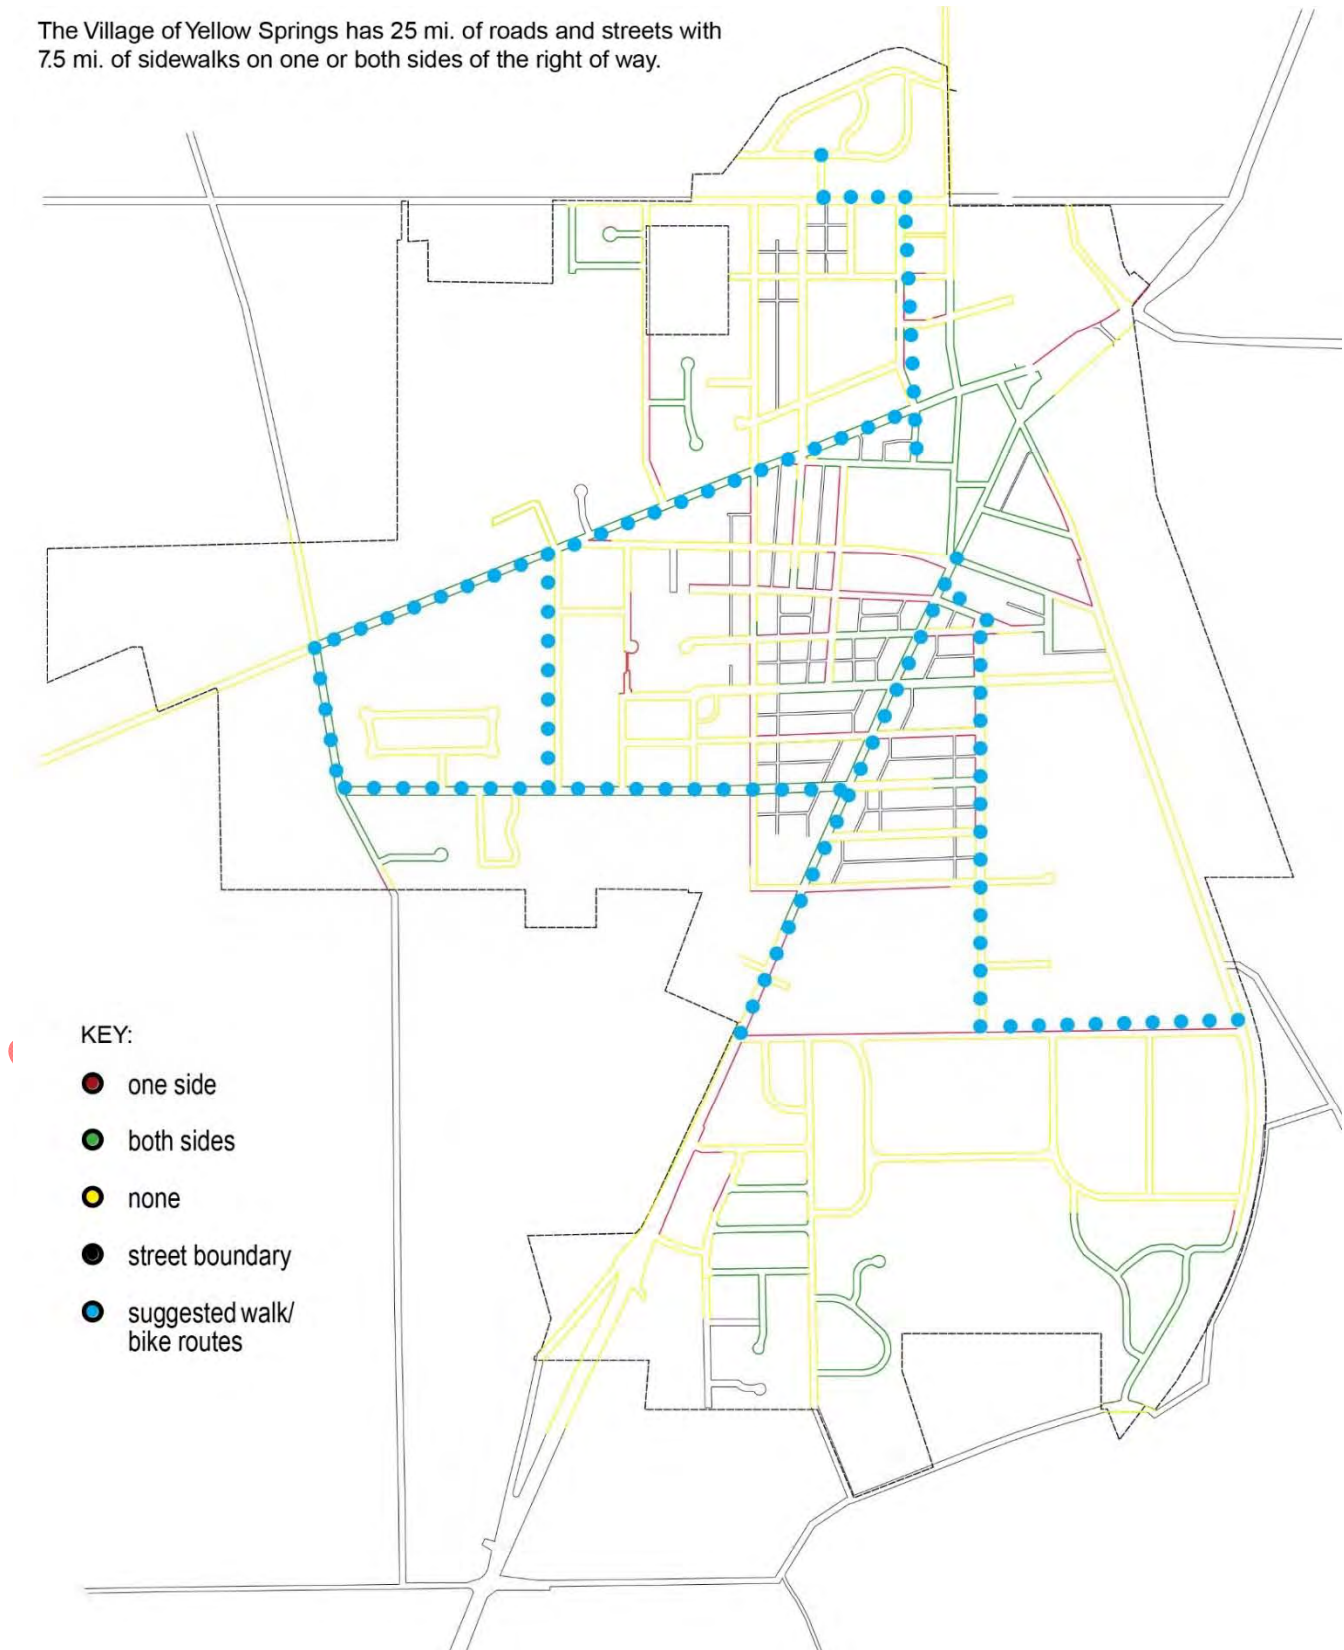 The Village of Yellow Springs has 25 mi. of roads and streets with
7.5 mi. of sidewalks on one or both sides of the right of way.
KEY:
one side
both sides
none
street boundary
suggested walk/
bike routes